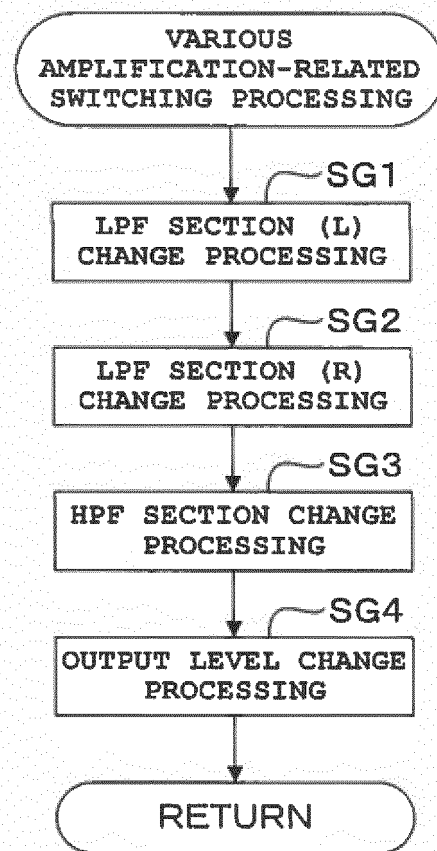 VARIOUS
AMPLIFICATION-RELATED
SWITCHING PROCESSING
SG1
LPF SECTION (L)
CHANGE PROCESSING
SG2
LPF SECTION (R)
CHANGE PROCESSING
SG3
HPF SECTION CHANGE
PROCESSING
SG4
OUTPUT LEVEL CHANGE
PROCESSING
RETURN